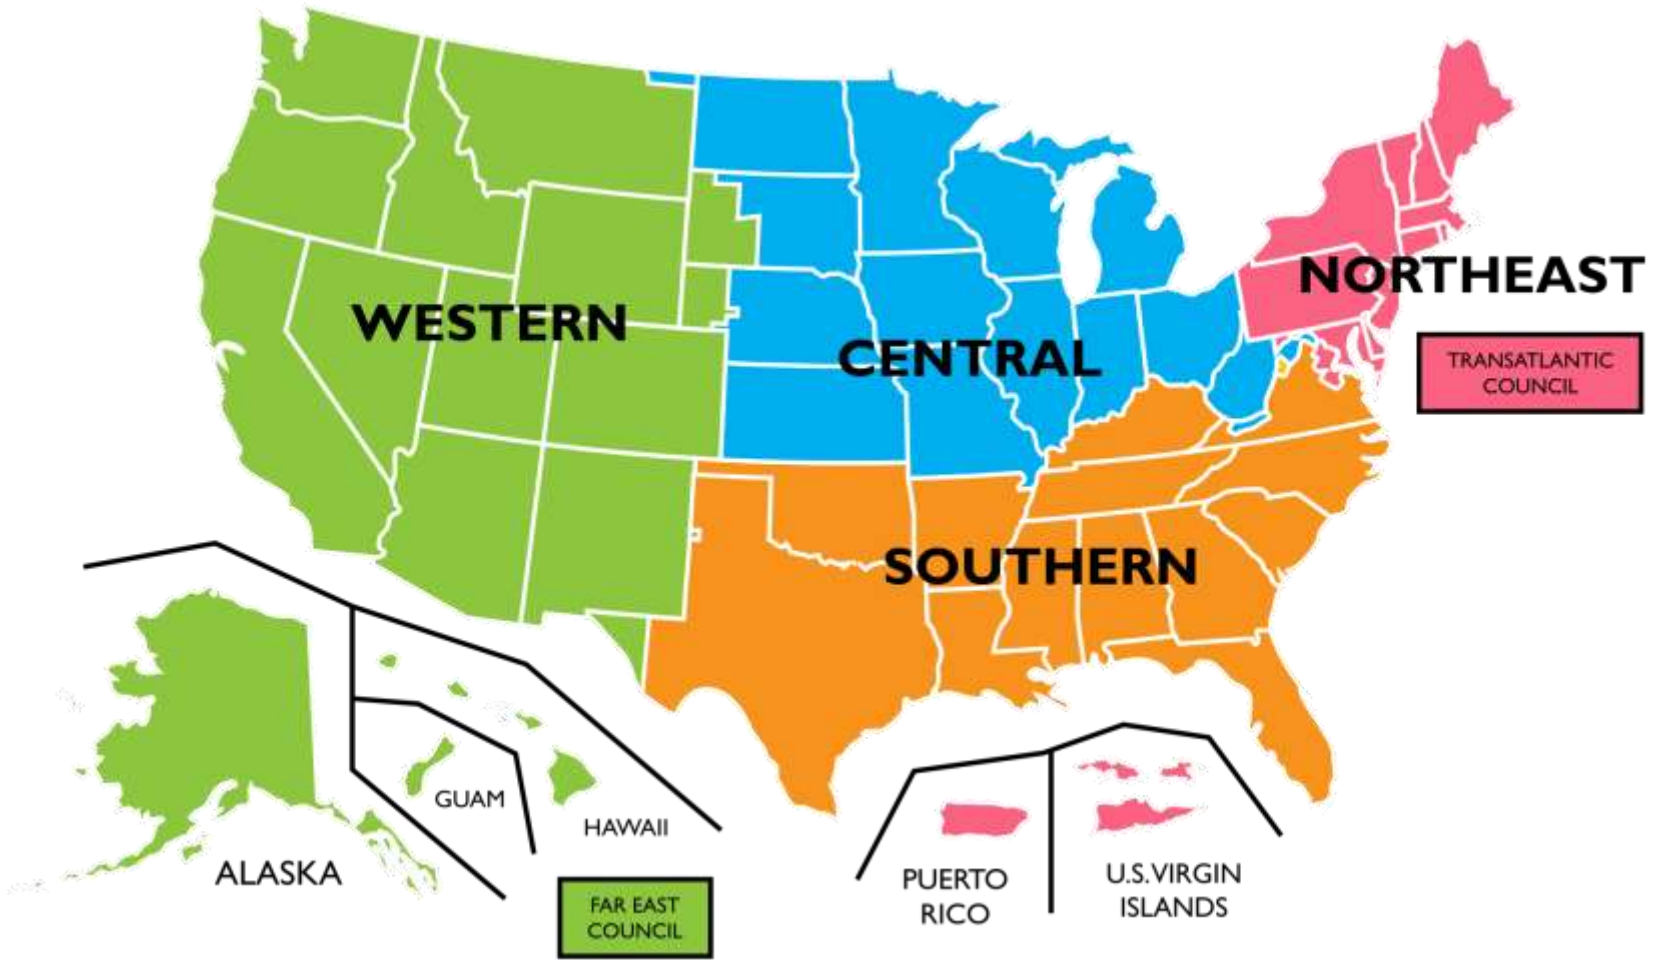 NORTHEAST
WESTERN
CENTRAL
TRANSATLANTIC
COUNCIL
SOUTHERN
GUAM
HAWAII
ALASKA
FAR EAST
COUNCIL
PUERTO
RICO
U.S.VIRGIN
ISLANDS